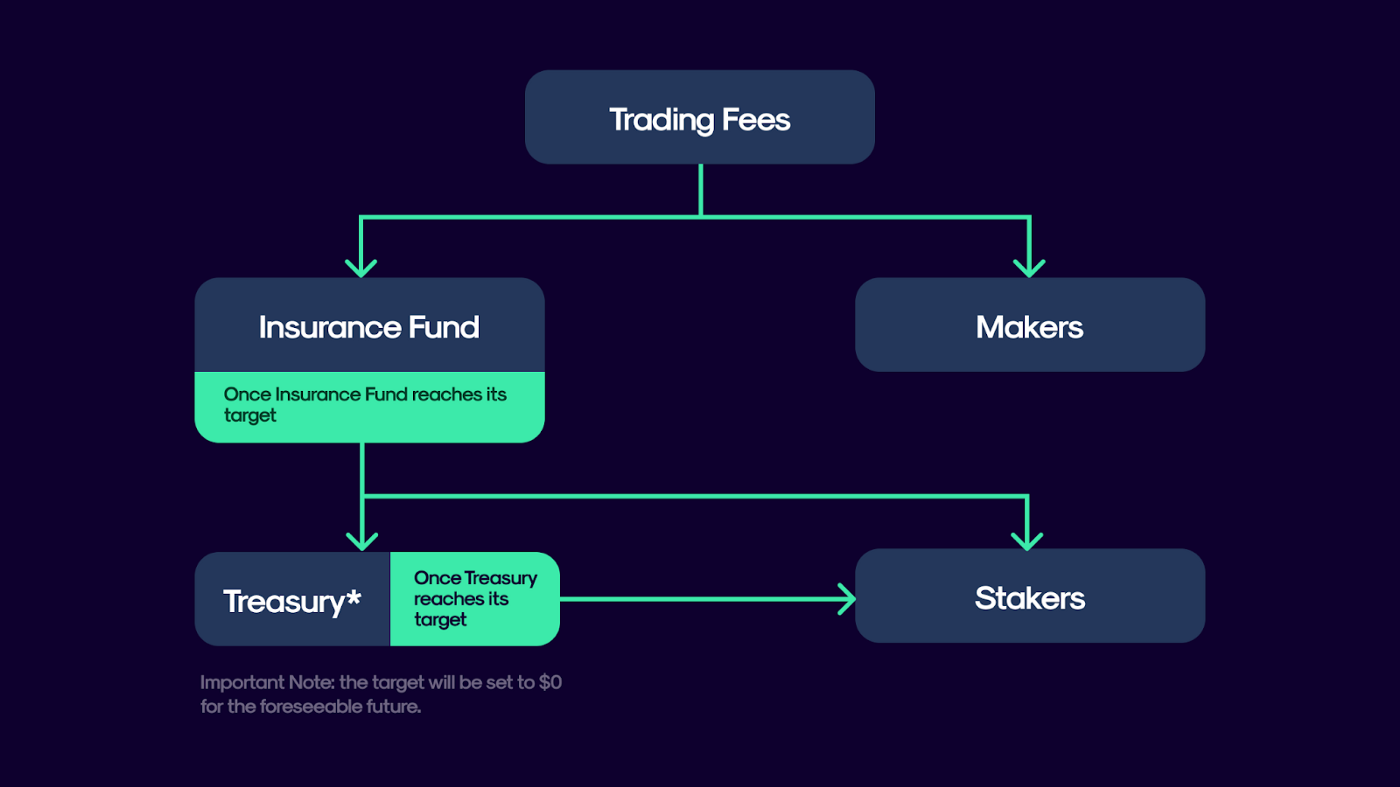 Trading Fees
Insurance Fund
Makers
Once Insurance Fund reaches its
target
Treasury*
Once Treasury
reaches its
target
Stakers
Important Note: the target will be set to $0
for the foreseeable future.